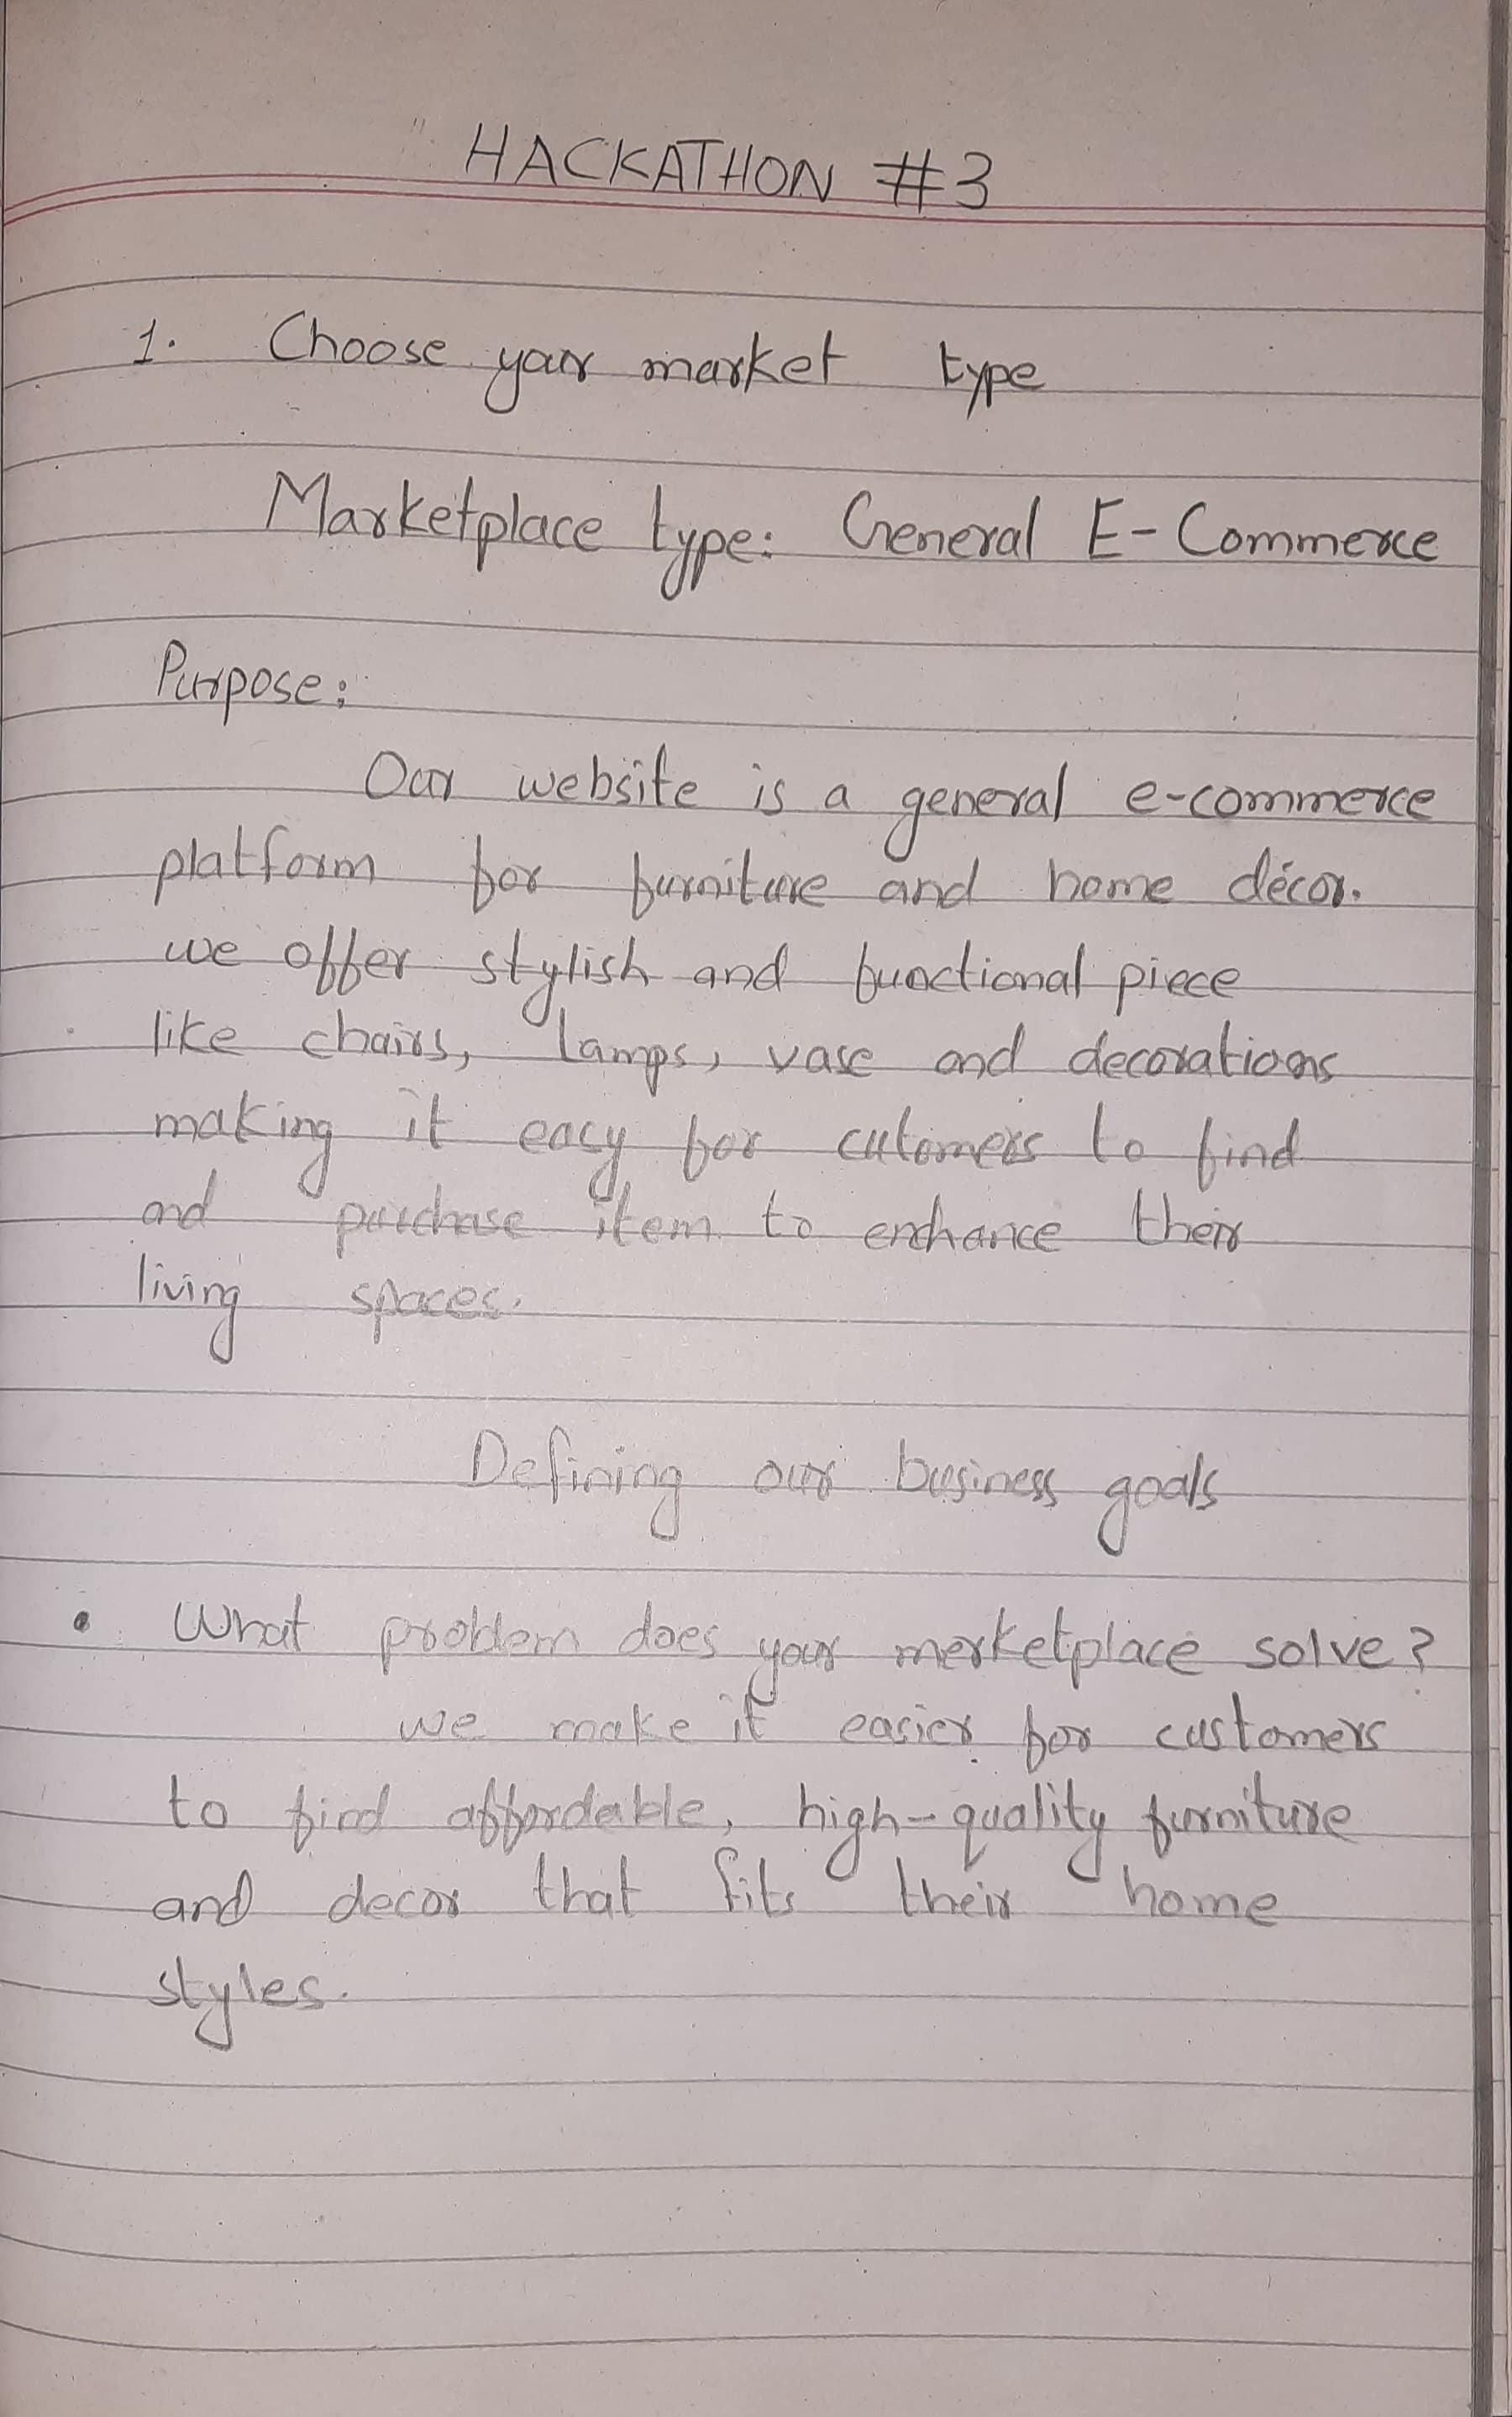 HACKATHON #3
1. Choose your market type
Marketplace type: General E-Commerce
Purpose:
Our website is a general e-commerce
platform for furniture and home décor.
we offer stylish and functional piece
like chairs, lamps, vase and decorations
making it easy for cutomers to find
and purchase item to enchance their
living spaces.
Defining our business goals
• What problem does your merketplace solve?
we make it easier for customers
to find affordable, high-quality furniture
and decor that fits their home
styles.